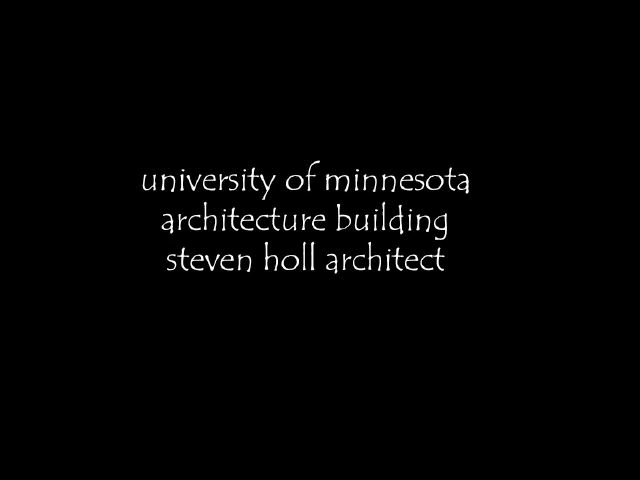 university of minnesota
architecture building
steven holl architect